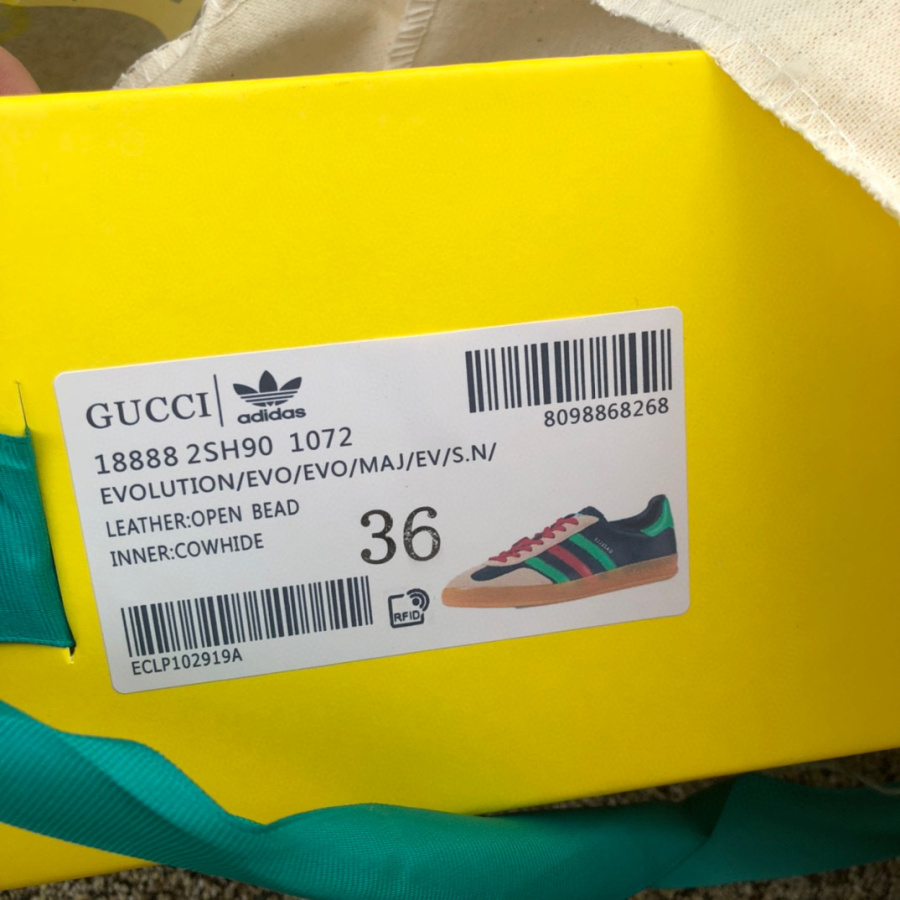 GUCCI adidas
8098868268
18888 2SH90 1072
EVOLUTION/EVO/EVO/MAJ/EV/S.N/
LEATHER:OPEN BEAD
INNER:COWHIDE
36
RFID
ECLP102919A